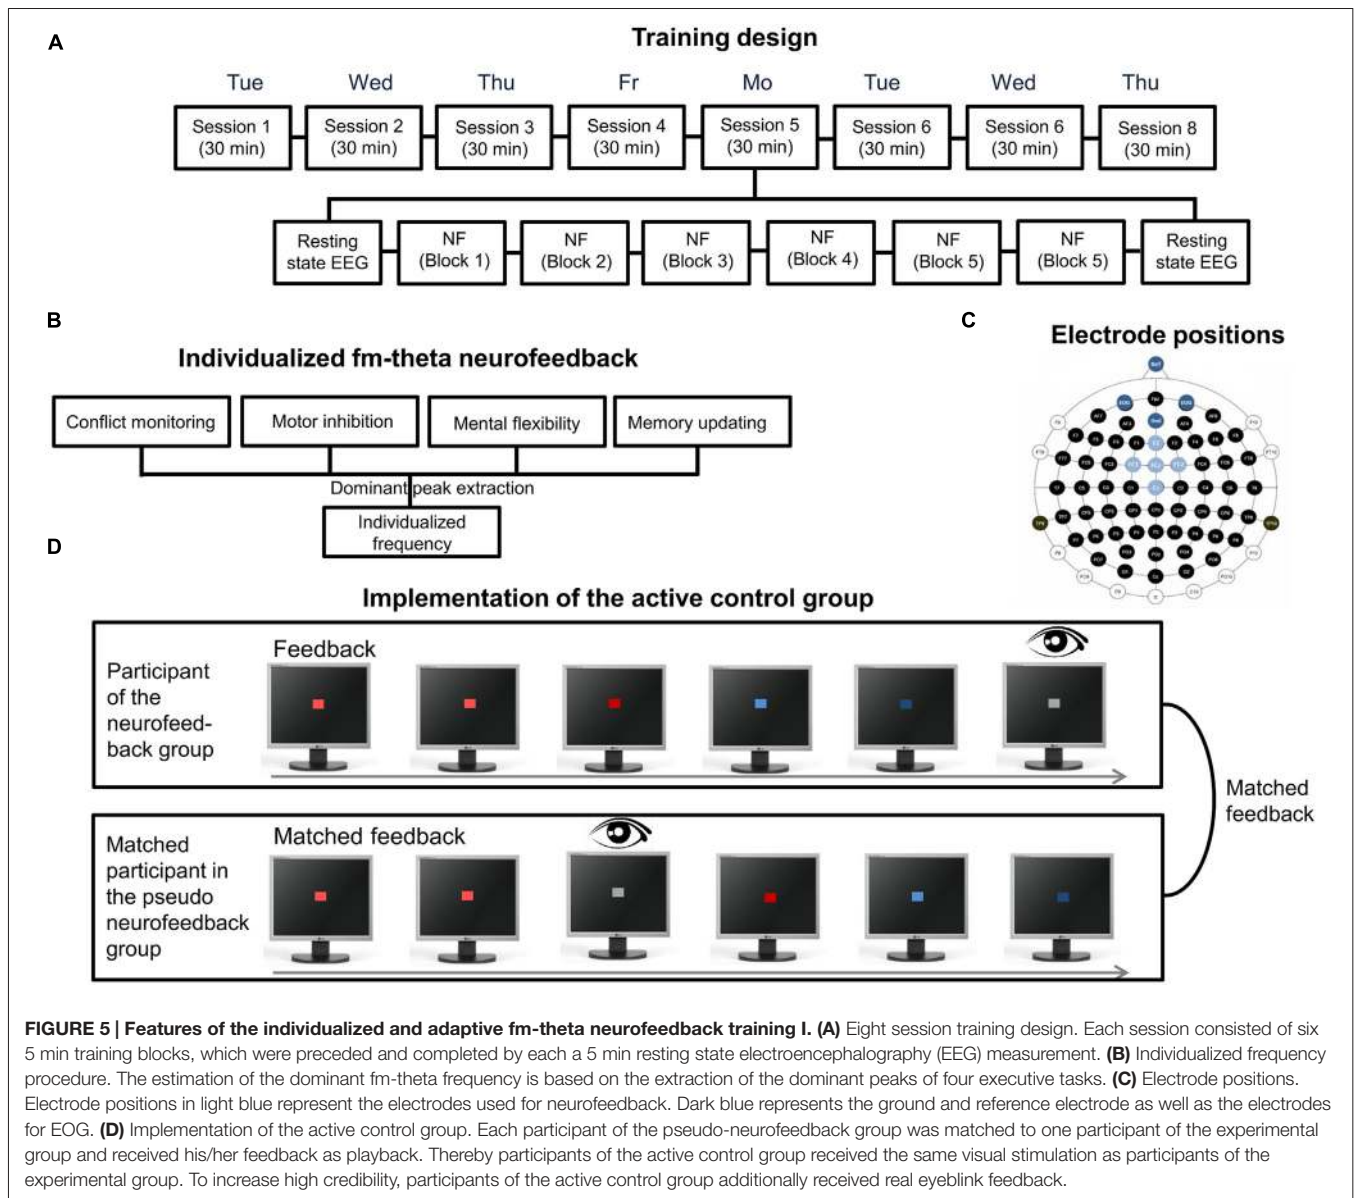 A
Training design
Tue Wed Thu Fr Mo Tue Wed Thu
Session 1
(30 min)
Session 2
(30 min)
Session 3
(30 min)
Session 4
(30 min)
Session 5
(30 min)
Session 6
(30 min)
Session 6
(30 min)
Session 8
(30 min)
Resting
state EEG
NF
(Block 1)
NF
(Block 2)
NF
(Block 3)
NF
(Block 4)
NF
(Block 5)
NF
(Block 5)
Resting
state EEG
B
Individualized fm-theta neurofeedback
Conflict monitoring
Motor inhibition
Mental flexibility
Memory updating
Dominant peak extraction
Individualized
frequency
C
Electrode positions
D
Implementation of the active control group
Participant
of the
neurofeed-
back group
Feedback
Matched
participant in
the pseudo
neurofeedback
group
Matched feedback
Matched
feedback
FIGURE 5 | Features of the individualized and adaptive fm-theta neurofeedback training I. (A) Eight session training design. Each session consisted of six
5 min training blocks, which were preceded and completed by each a 5 min resting state electroencephalography (EEG) measurement. (B) Individualized frequency
procedure. The estimation of the dominant fm-theta frequency is based on the extraction of the dominant peaks of four executive tasks. (C) Electrode positions.
Electrode positions in light blue represent the electrodes used for neurofeedback. Dark blue represents the ground and reference electrode as well as the electrodes
for EOG. (D) Implementation of the active control group. Each participant of the pseudo-neurofeedback group was matched to one participant of the experimental
group and received his/her feedback as playback. Thereby participants of the active control group received the same visual stimulation as participants of the
experimental group. To increase high credibility, participants of the active control group additionally received real eyeblink feedback.